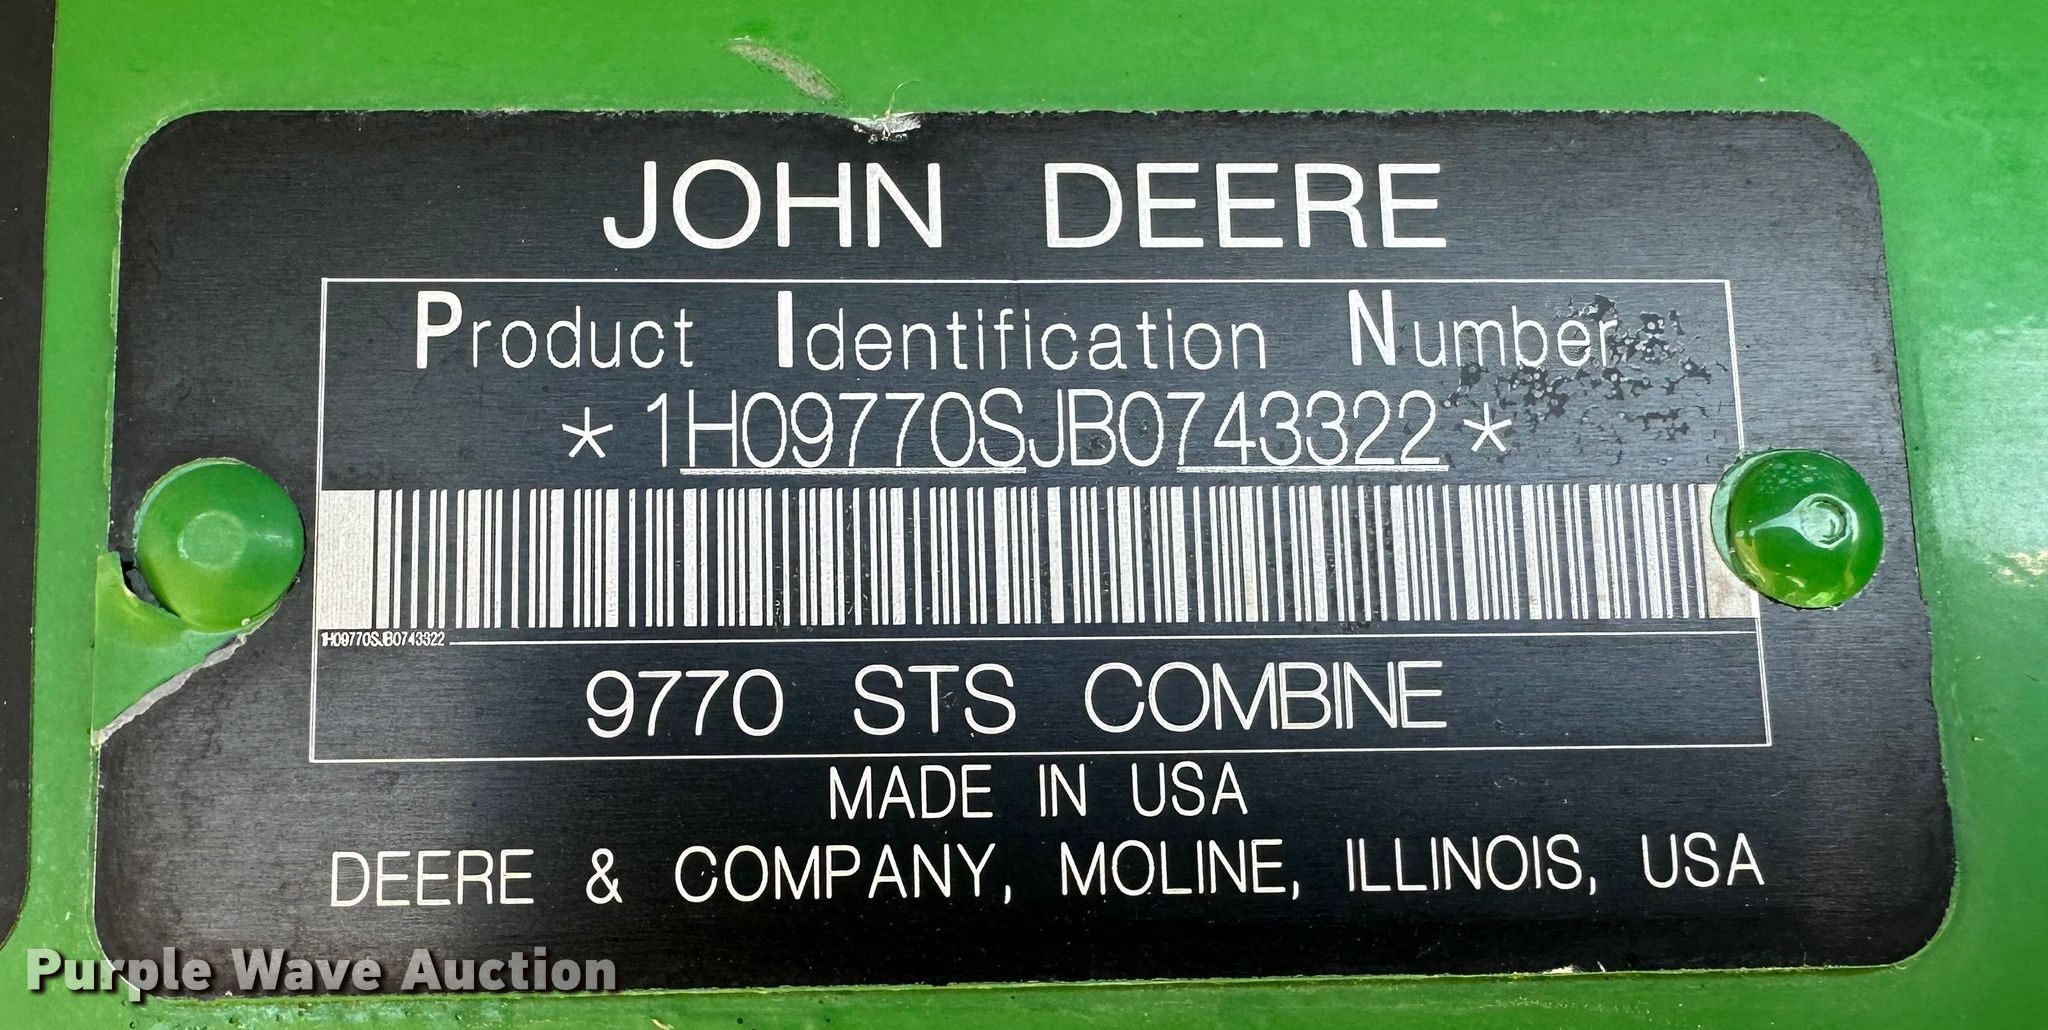 JOHN DEERE
Product Identification Number
*1H09770SJB0743322*
1H09770SJB0743322
9770 STS COMBINE
MADE IN USA
DEERE & COMPANY, MOLINE, ILLINOIS, USA
Purple Wave Auction